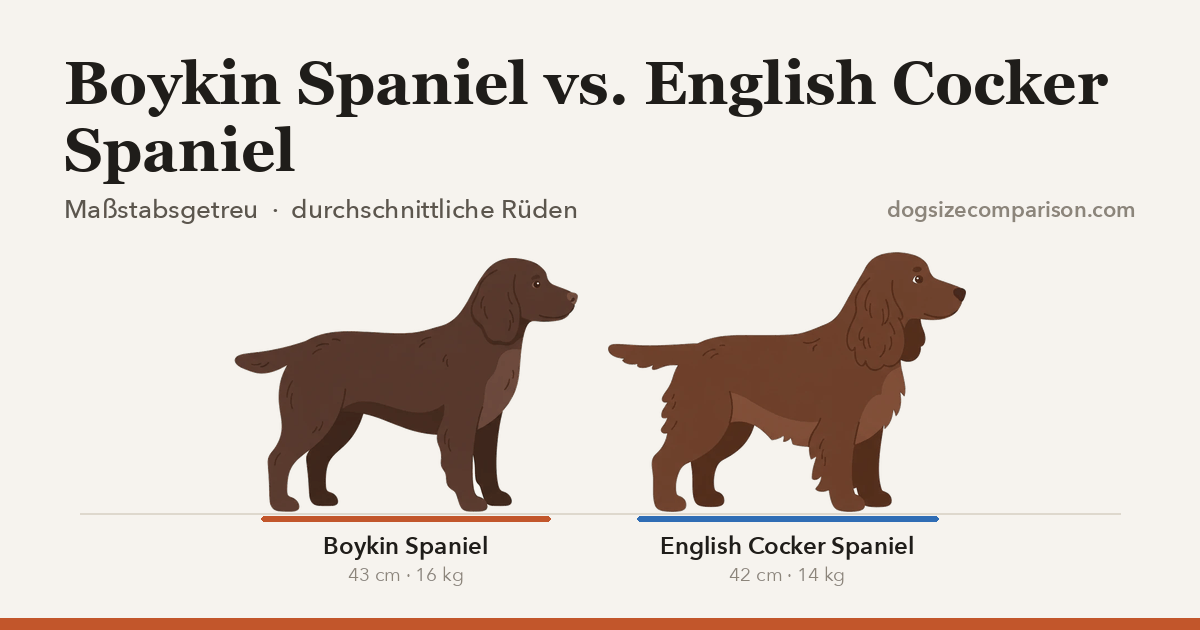 Boykin Spaniel vs. English Cocker
Spaniel
Maßstabsgetreu · durchschnittliche Rüden
dogsizecomparison.com
Boykin Spaniel
English Cocker Spaniel
43 cm · 16 kg
42 cm · 14 kg